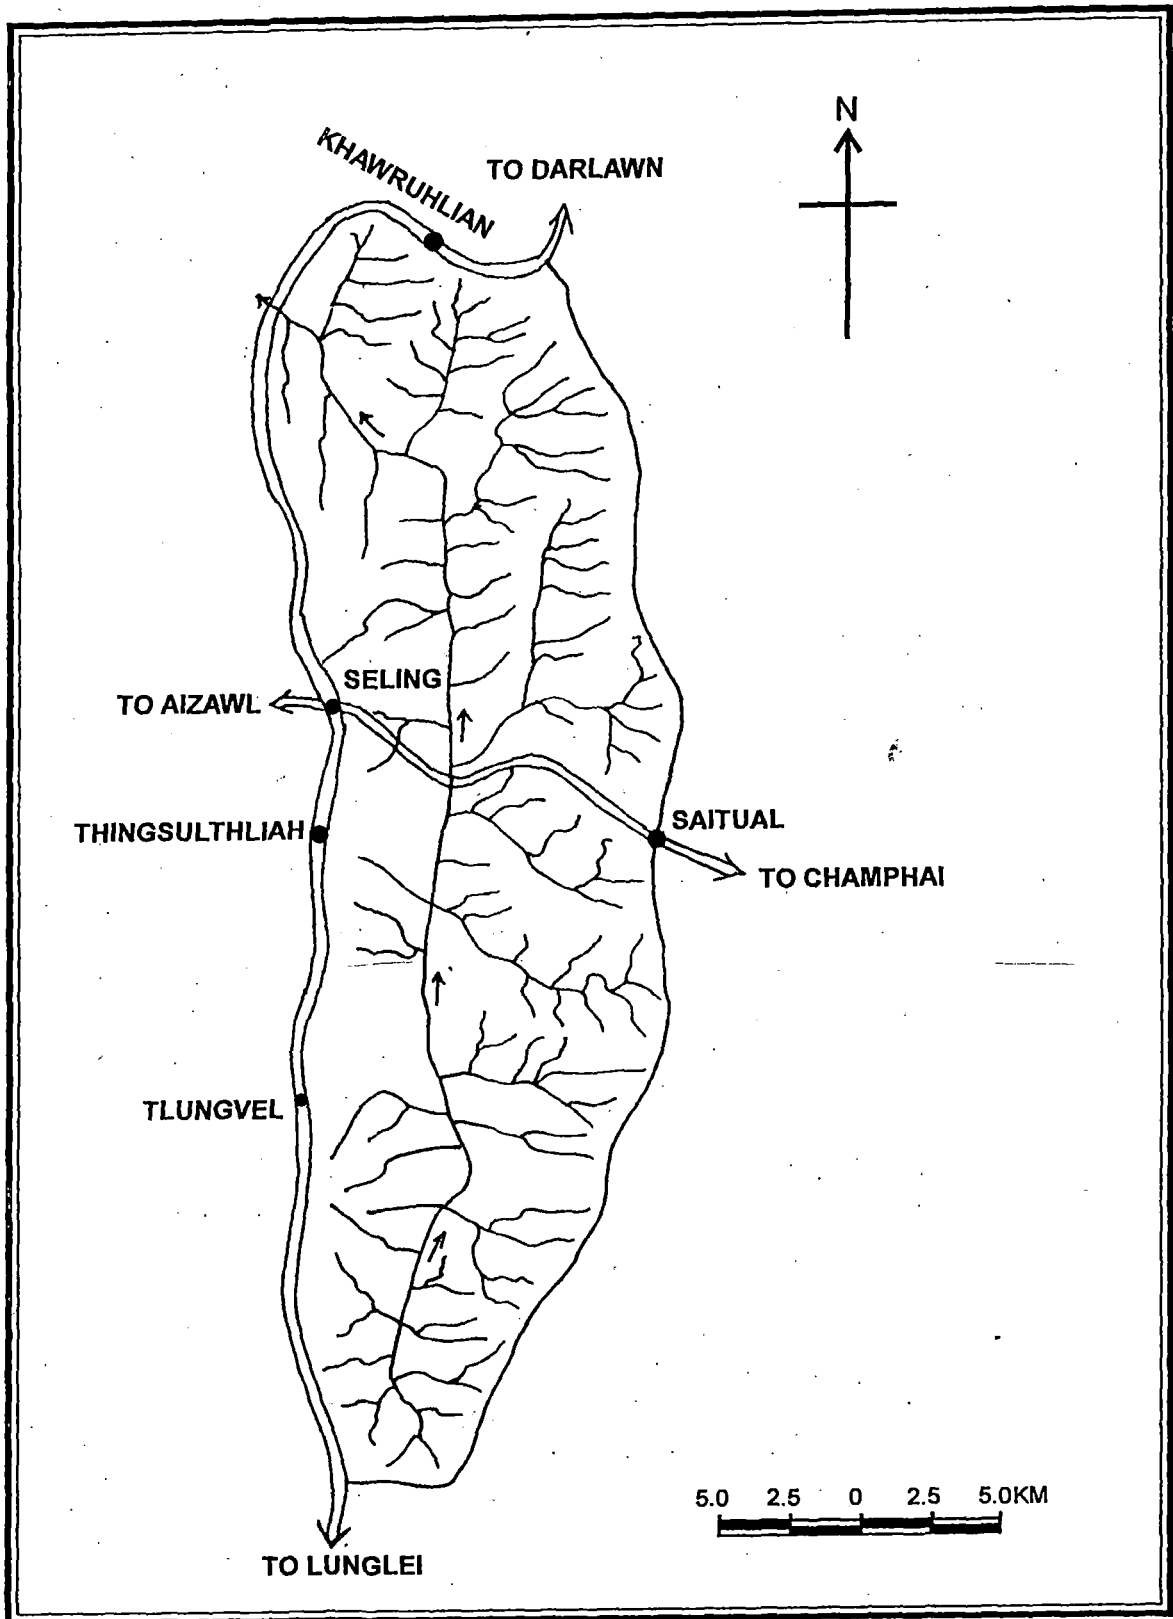 N
KHAWRUHLIAN
TO DARLAWN
SELING
TO AIZAWL
THINGSULTHLIAH
SAITUAL
TO CHAMPHAI
TLUNGVEL
5.0 2.5 0 2.5 5.0KM
TO LUNGLEI